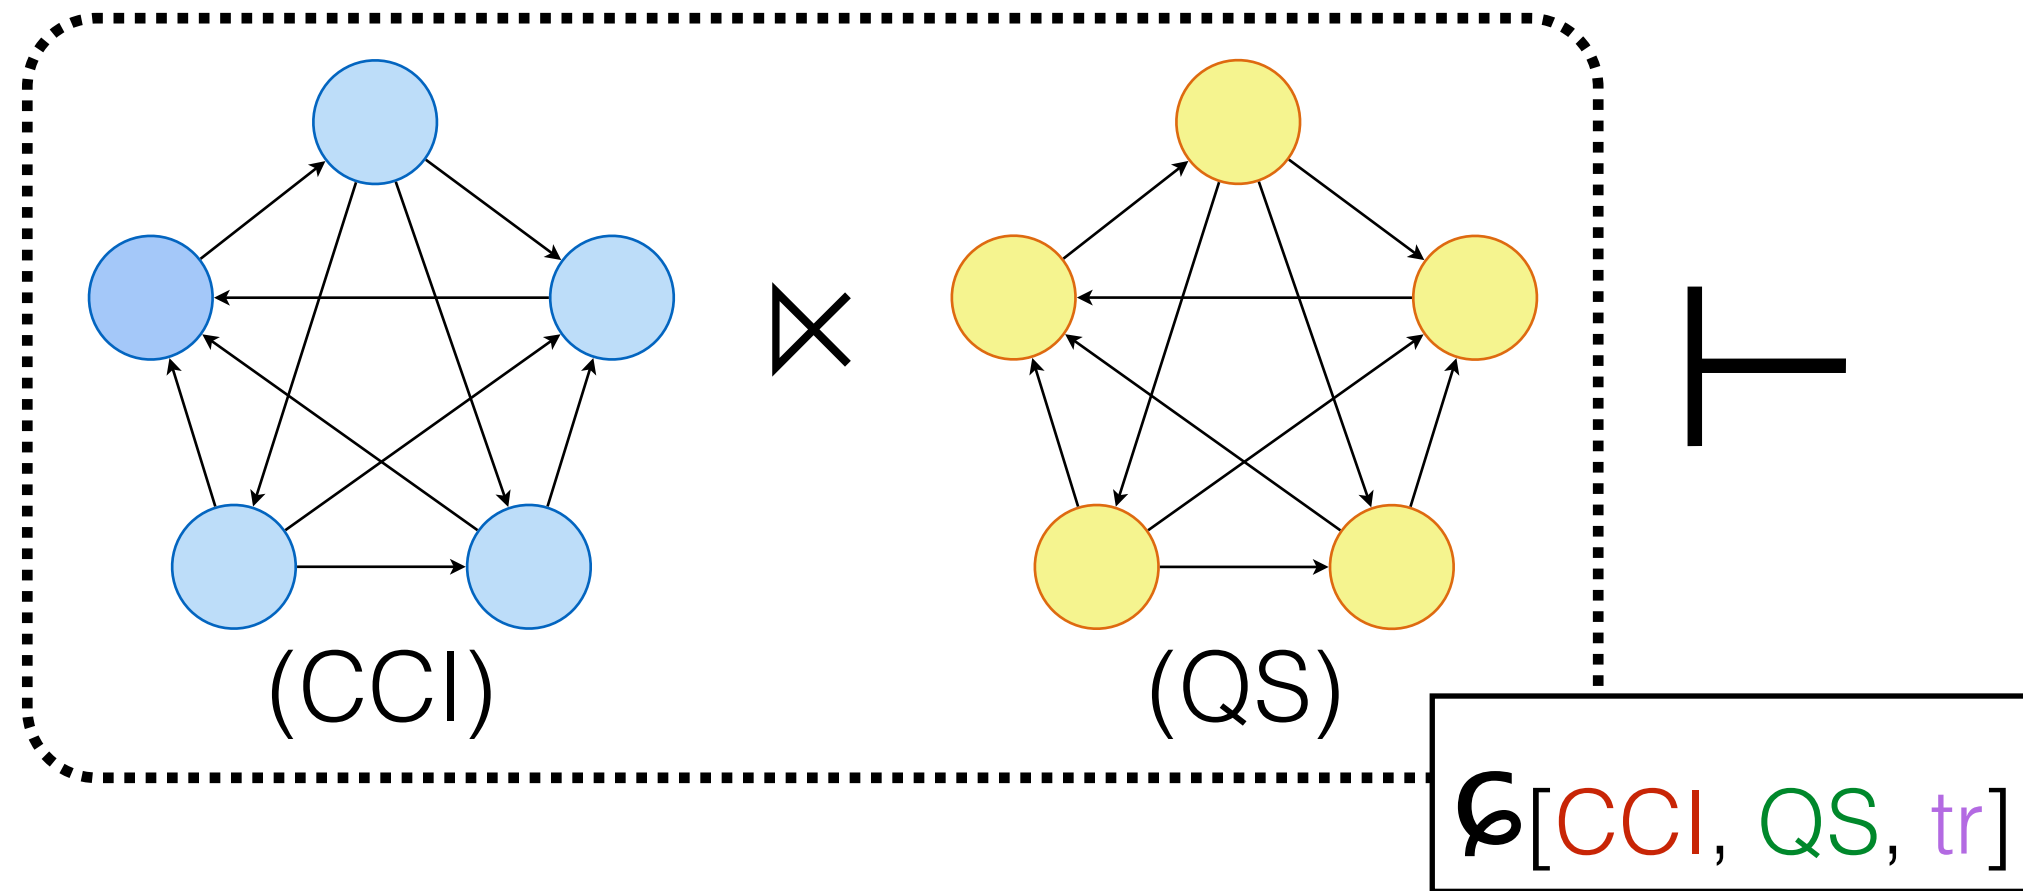 ⋉
⊢
(CCI) (QS)
[CCI, QS, tr]